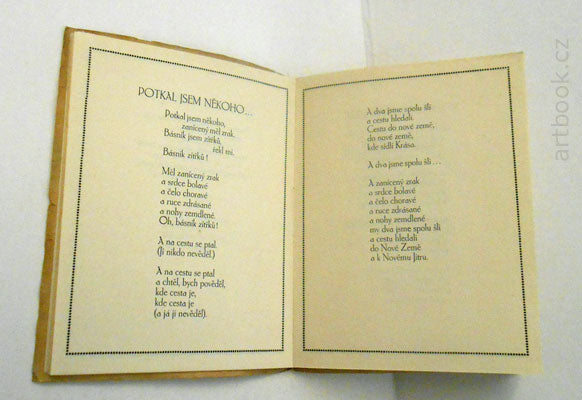 POTKAL JSEM NĚKOHO...
Potkal jsem někoho,
zanícený měl zrak.
Básník jsem zítřků,
řekl mi.
Básník zítřků!
Měl zanícený zrak
a srdce bolavé
a čelo choravé
a ruce zdrásané
a nohy zemdlené.
Oh, básník zítřků!
A na cestu se ptal.
(Ji nikdo nevěděl.)
A na cestu se ptal
a chtěl, bych pověděl,
kde cesta je,
kde cesta je
(a já ji nevěděl).
A dva jsme spolu šli
a cestu hledali.
Cestu do nové země,
do nové země,
kde sídlí Krása.
A dva jsme spolu šli...
A zanícený zrak
a srdce bolavé
a čelo choravé
a ruce zdrásané
a nohy zemdlené
my dva jsme spolu šli
a cestu hledali
do Nové Země
a k Novému Jitru.
artbook.cz